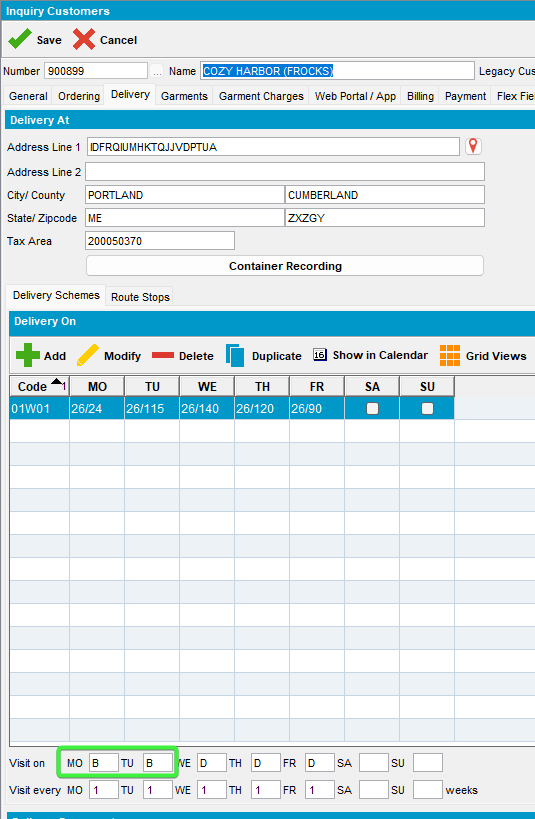 Inquiry Customers
Save Cancel
Number 900899 ... Name COZY HARBOR (FROCKS) Legacy Cus
General Ordering Delivery Garments Garment Charges Web Portal / App Billing Payment Flex Fiel
Delivery At
Address Line 1 IDFRQIUMHKTQJJVDPTUA
Address Line 2
City/ County PORTLAND CUMBERLAND
State/ Zipcode ME ZXZGY
Tax Area 200050370
Container Recording
Delivery Schemes Route Stops
Delivery On
Add Modify Delete Duplicate 16 Show in Calendar Grid Views
Code 1 MO TU WE TH FR SA SU
01W01 26/24 26/115 26/140 26/120 26/90
Visit on MO B TU B WE D TH D FR D SA SU
Visit every MO 1 TU 1 WE 1 TH 1 FR 1 SA SU weeks